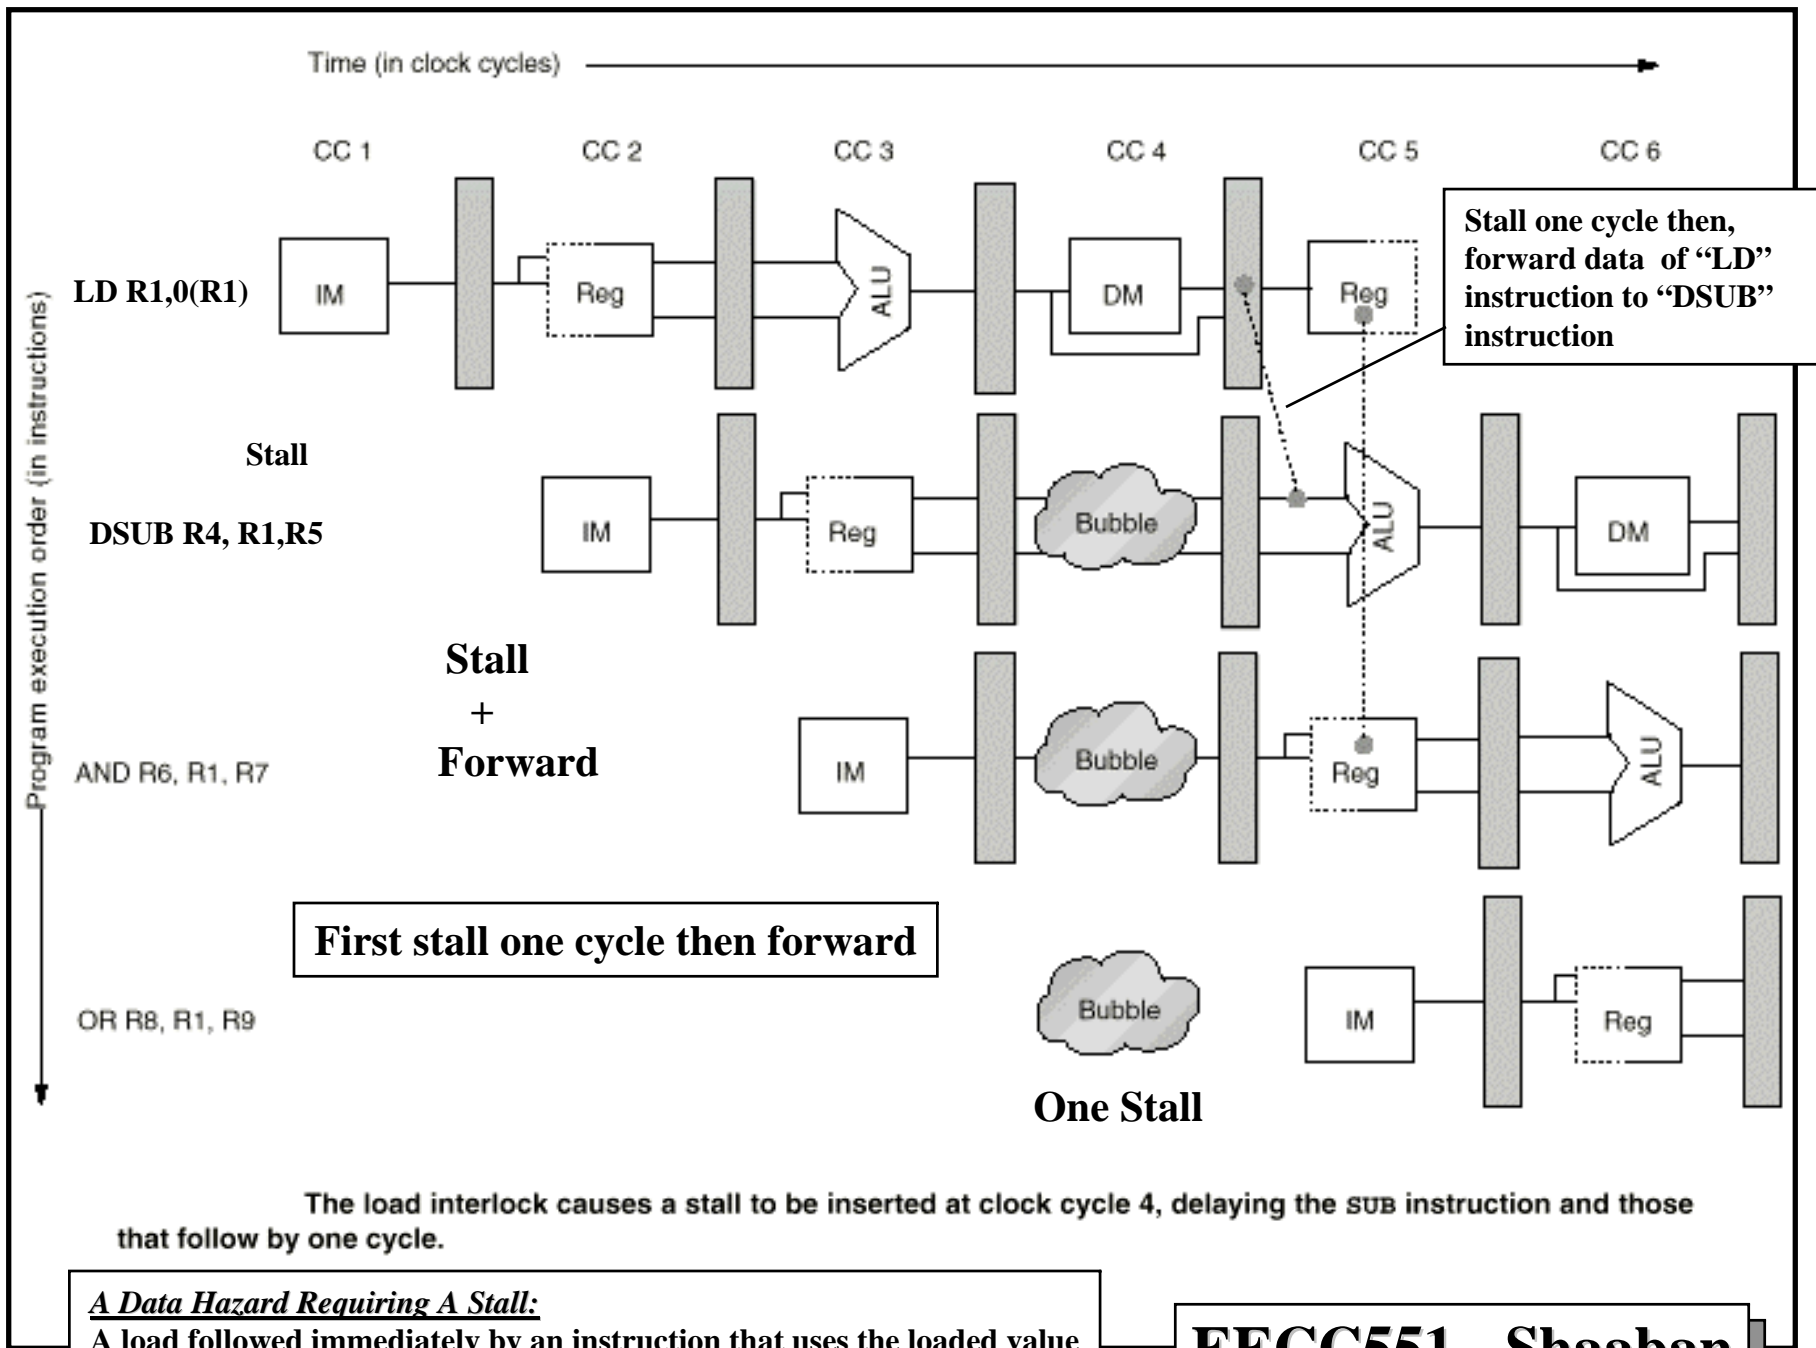 Time (in clock cycles)
CC 1 CC 2 CC 3 CC 4 CC 5 CC 6
Program execution order (in instructions)
Stall one cycle then,
forward data of “LD”
instruction to “DSUB”
instruction
LD R1,0(R1)
IM Reg ALU DM Reg
Stall
DSUB R4, R1,R5
IM Reg Bubble ALU DM
Stall
+
Forward
AND R6, R1, R7
IM Bubble Reg ALU
First stall one cycle then forward
OR R8, R1, R9
Bubble IM Reg
One Stall
The load interlock causes a stall to be inserted at clock cycle 4, delaying the SUB instruction and those
that follow by one cycle.
A Data Hazard Requiring A Stall:
A load followed immediately by an instruction that uses the loaded value
EECC551 - Shaaban